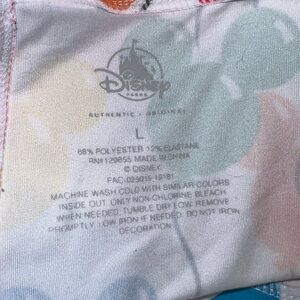 Disney
PARKS
AUTHENTIC • ORIGINAL
L
88% POLYESTER 12% ELASTANE
RN#129855 MADE IN CHINA
© DISNEY
FAC-025015-16181
MACHINE WASH COLD WITH SIMILAR COLORS
INSIDE OUT. ONLY NON-CHLORINE BLEACH
WHEN NEEDED. TUMBLE DRY LOW. REMOVE
PROMPTLY. LOW IRON IF NEEDED. DO NOT IRON
DECORATION.